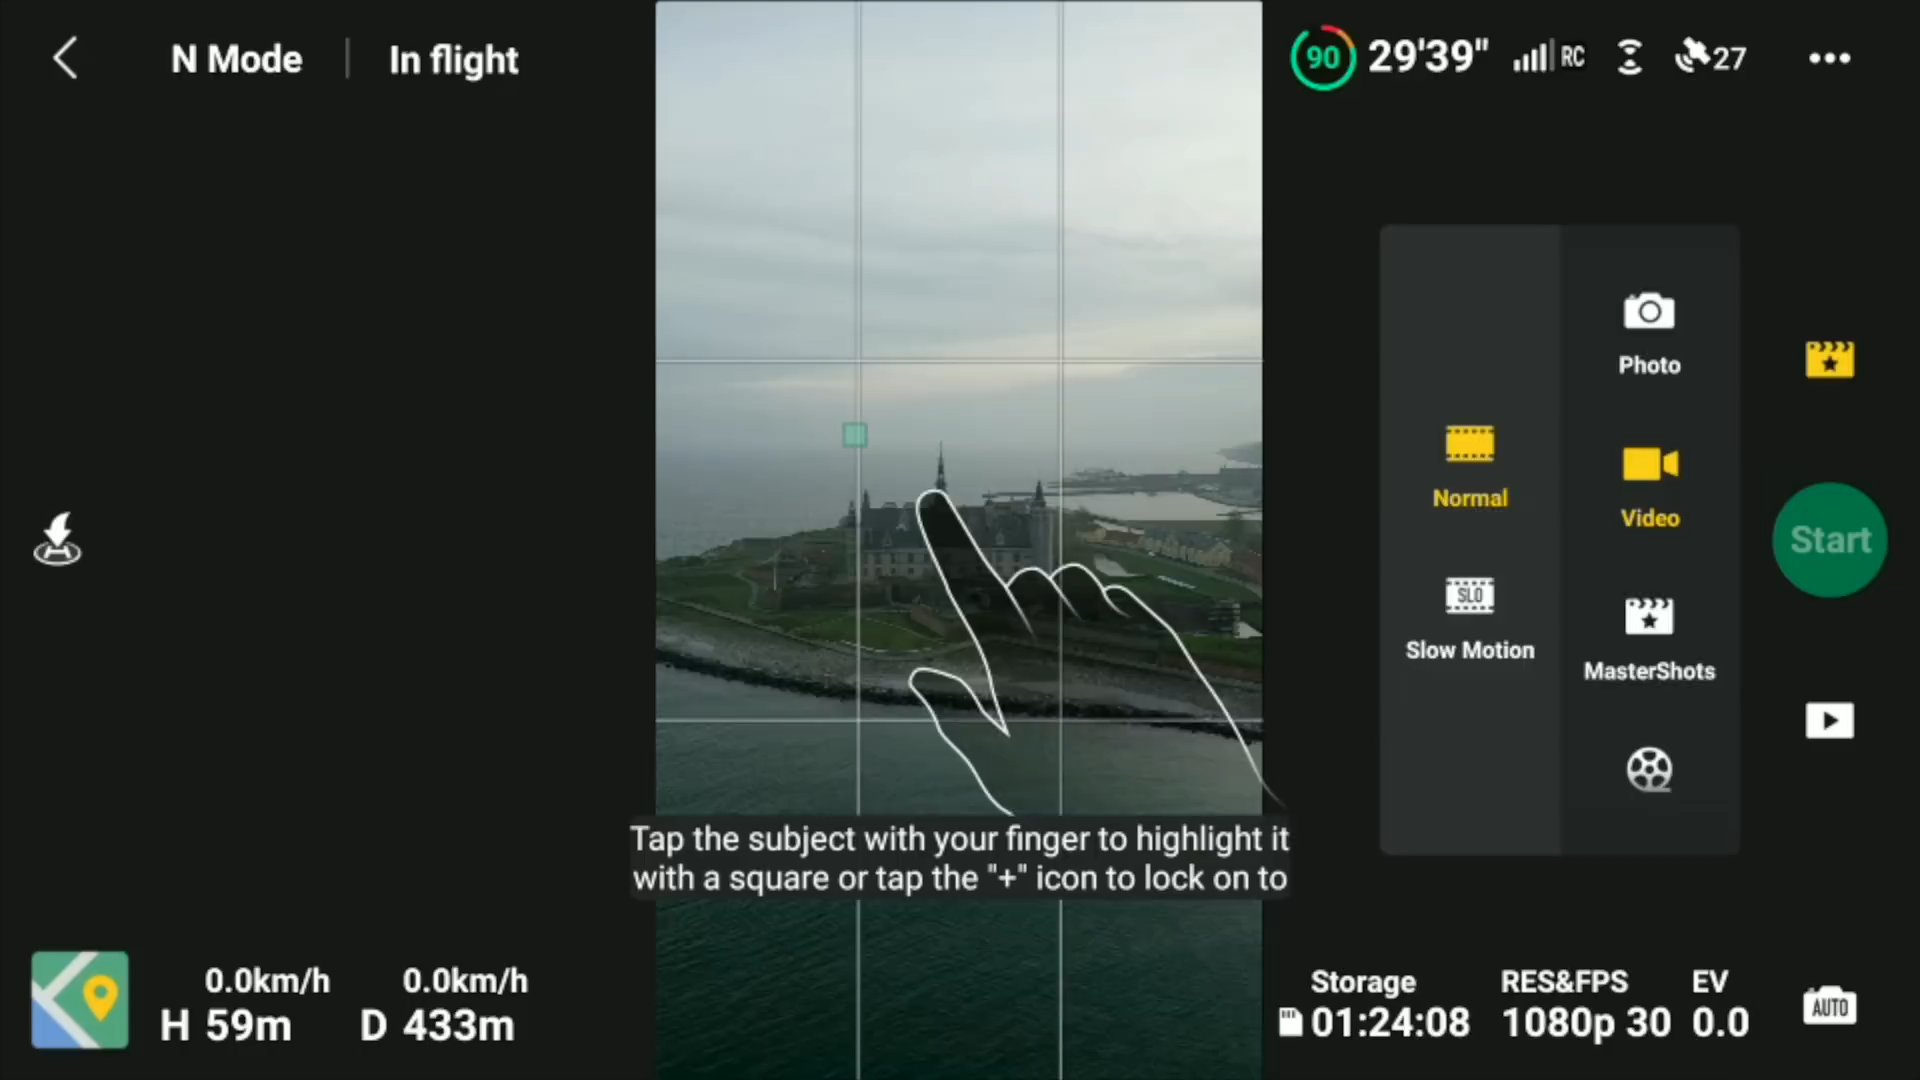 N Mode
In flight
90
29'39"
RC
27
Photo
Normal
Video
SLO
Slow Motion
MasterShots
Start
Tap the subject with your finger to highlight it
with a square or tap the "+" icon to lock on to
0.0km/h
0.0km/h
H 59m
D 433m
Storage
RES&FPS
EV
01:24:08
1080p 30
0.0
AUTO